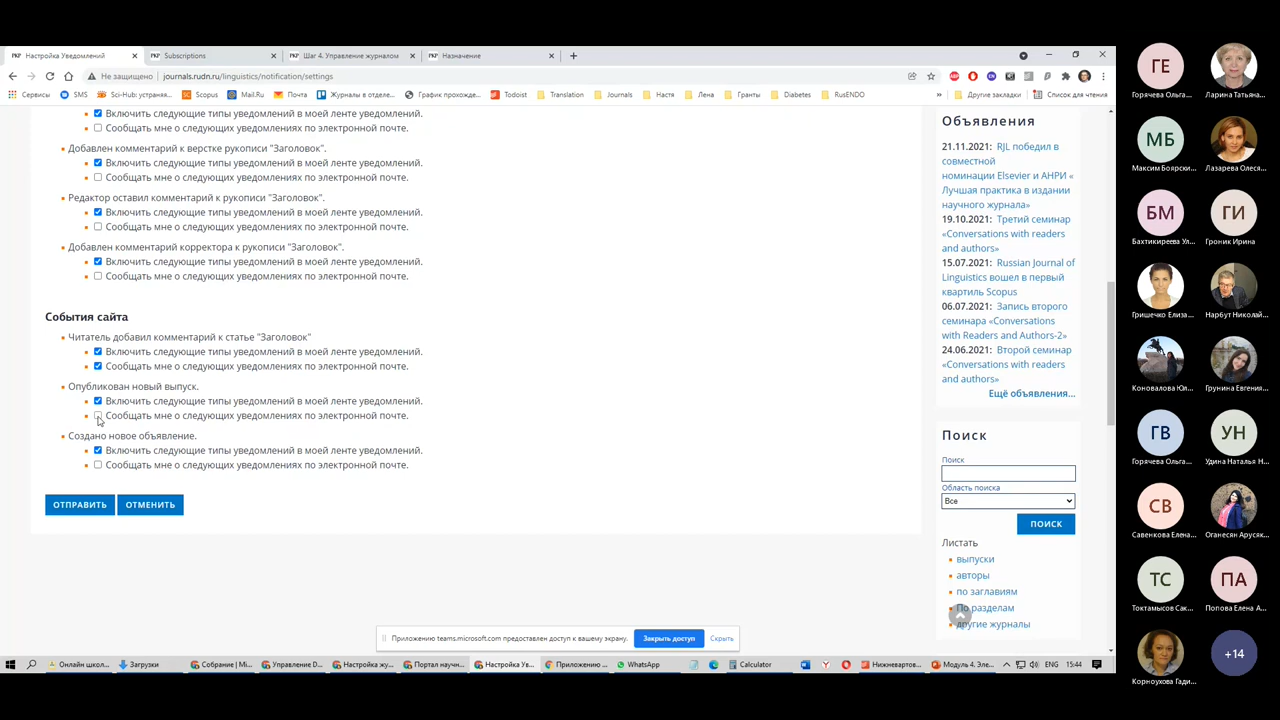 Настройка Уведомлений
Subscriptions
Шаг 4. Управление журналом
Назначение
Не защищено
journals.rudn.ru/linguistics/notification/settings
Сервисы
SMS
Sci-Hub: устраня...
Scopus
Mail.Ru
Почта
Журналы в отделе...
График прохожде...
Todoist
Translation
Journals
Настя
Лена
Гранты
Diabetes
RusENDO
Другие закладки
Список для чтения
Включить следующие типы уведомлений в моей ленте уведомлений.
Сообщать мне о следующих уведомлениях по электронной почте.
Добавлен комментарий к верстке рукописи "Заголовок".
Включить следующие типы уведомлений в моей ленте уведомлений.
Сообщать мне о следующих уведомлениях по электронной почте.
Редактор оставил комментарий к рукописи "Заголовок".
Включить следующие типы уведомлений в моей ленте уведомлений.
Сообщать мне о следующих уведомлениях по электронной почте.
Добавлен комментарий корректора к рукописи "Заголовок".
Включить следующие типы уведомлений в моей ленте уведомлений.
Сообщать мне о следующих уведомлениях по электронной почте.
События сайта
Читатель добавил комментарий к статье "Заголовок"
Включить следующие типы уведомлений в моей ленте уведомлений.
Сообщать мне о следующих уведомлениях по электронной почте.
Опубликован новый выпуск.
Включить следующие типы уведомлений в моей ленте уведомлений.
Сообщать мне о следующих уведомлениях по электронной почте.
Создано новое объявление.
Включить следующие типы уведомлений в моей ленте уведомлений.
Сообщать мне о следующих уведомлениях по электронной почте.
ОТПРАВИТЬ
ОТМЕНИТЬ
Объявления
21.11.2021: RJL победил в
совместной
номинации Elsevier и АНРИ «
Лучшая практика в издании
научного журнала»
19.10.2021: Третий семинар
«Conversations with readers
and authors»
15.07.2021: Russian Journal of
Linguistics вошел в первый
квартиль Scopus
06.07.2021: Запись второго
семинара «Conversations
with Readers and Authors-2»
24.06.2021: Второй семинар
«Conversations with readers
and authors»
Ещё объявления...
Поиск
Поиск
Область поиска
Все
ПОИСК
Листать
выпуски
авторы
по заглавиям
По разделам
другие журналы
Приложению teams.microsoft.com предоставлен доступ к вашему экрану.
Закрыть доступ
Скрыть
Онлайн школ...
Загрузки
Собрание | Mi...
Управление D...
Настройка жу...
Портал научн...
Настройка Ув...
Приложению ...
WhatsApp
Calculator
Нижневартов...
Модуль 4. Эле...
ENG
15:44
ГЕ
Горячева Ольга...
Ларина Татьяна...
МБ
Максим Боярски...
Лазарева Олеся...
БМ
Бахтикиреева Ул...
ГИ
Гроник Ирина
Гришечко Елиза...
Нарбут Николай...
Коновалова Юл...
Грунина Евгения...
ГВ
Горячева Ольга...
УН
Удина Наталья Н...
СВ
Савенкова Елена...
Оганесян Арусяк...
ТС
Токтамысов Сак...
ПА
Попова Елена А...
Корноухова Гади...
+14